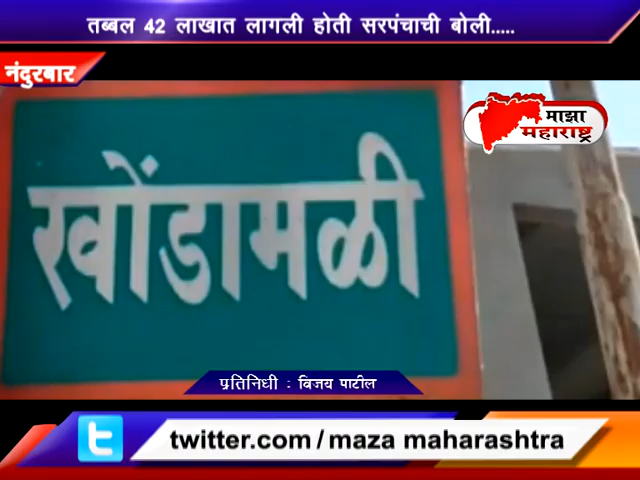 तब्बल 42 लाखात लागली होती सरपंचाची बोली.....
नंदुरबार
माझा
महाराष्ट्र
खोंडामळी
प्रतिनिधी : विजय पाटील
twitter.com/maza maharashtra